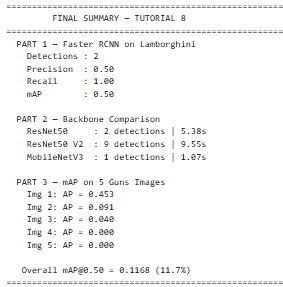 ============================================================
FINAL SUMMARY — TUTORIAL 8
============================================================
PART 1 — Faster RCNN on Lamborghini
Detections : 2
Precision : 0.50
Recall : 1.00
mAP : 0.50
PART 2 — Backbone Comparison
ResNet50 : 2 detections | 5.38s
ResNet50 V2 : 9 detections | 9.55s
MobileNetV3 : 1 detections | 1.07s
PART 3 — mAP on 5 Guns Images
Img 1: AP = 0.453
Img 2: AP = 0.091
Img 3: AP = 0.040
Img 4: AP = 0.000
Img 5: AP = 0.000
Overall mAP@0.50 = 0.1168 (11.7%)
============================================================